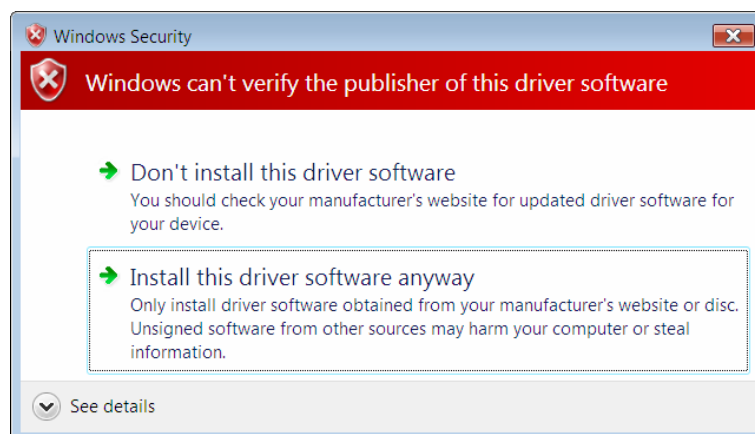 Windows Security
Windows can't verify the publisher of this driver software
Don't install this driver software
You should check your manufacturer's website for updated driver software for
your device.
Install this driver software anyway
Only install driver software obtained from your manufacturer's website or disc.
Unsigned software from other sources may harm your computer or steal
information.
See details